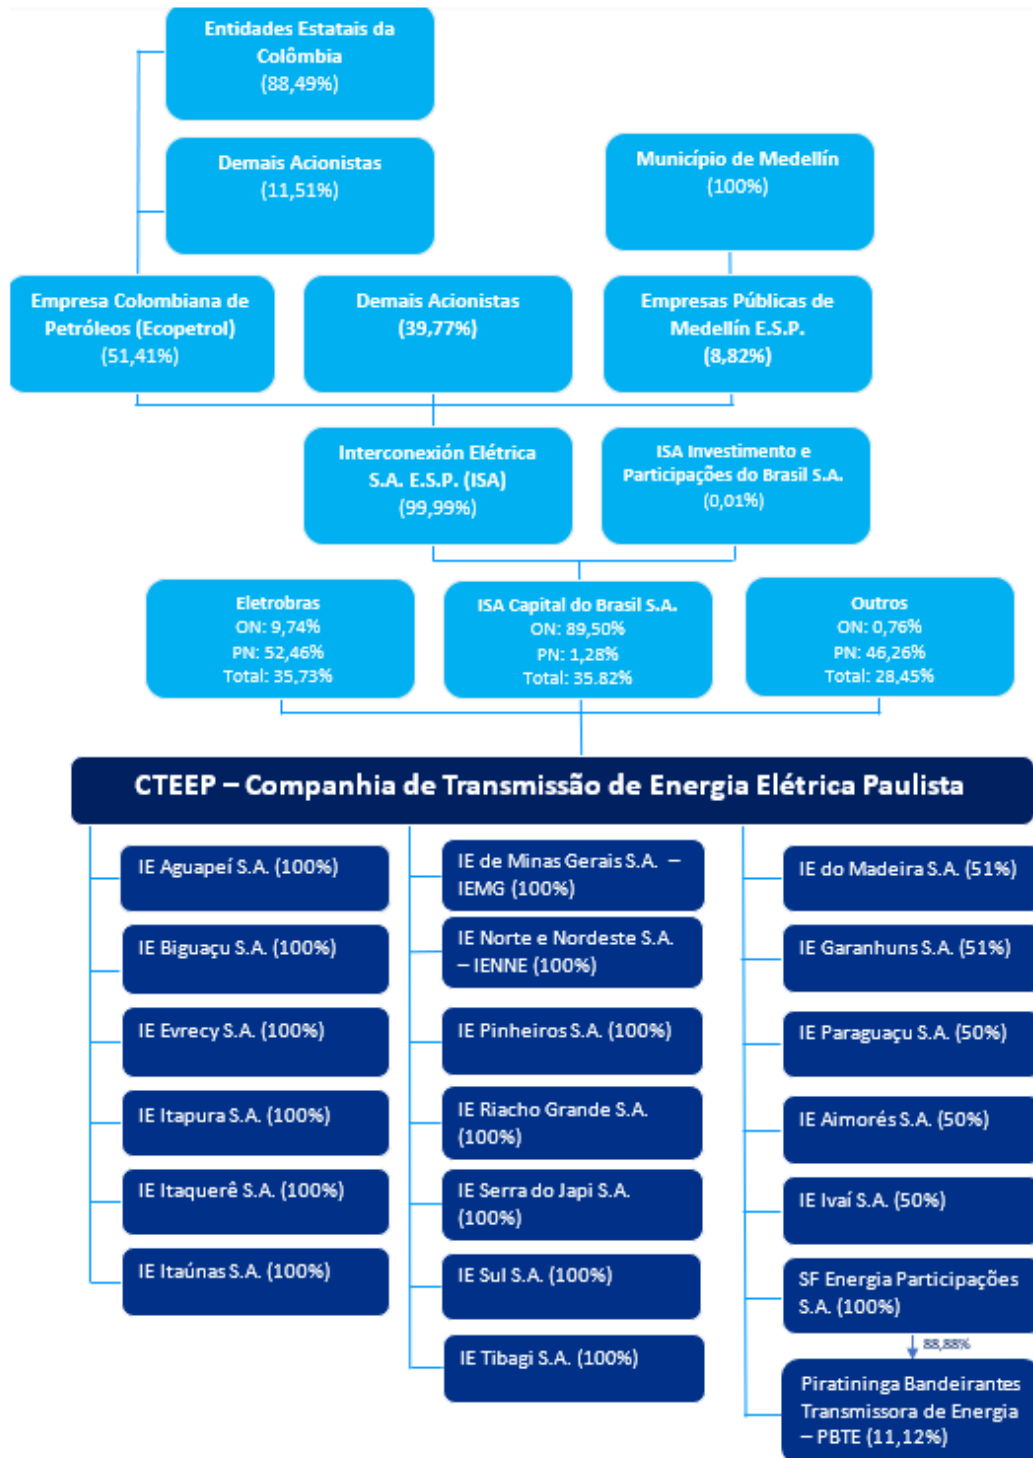 Entidades Estatais da
Colômbia
(88,49%)
Demais Acionistas
(11,51%)
Município de Medellín
(100%)
Empresa Colombiana de
Petróleos (Ecopetrol)
(51,41%)
Demais Acionistas
(39,77%)
Empresas Públicas de
Medellín E.S.P.
(8,82%)
Interconexión Elétrica
S.A. E.S.P. (ISA)
(99,99%)
ISA Investimento e
Participações do Brasil S.A.
(0,01%)
Eletrobras
ON: 9,74%
PN: 52,46%
Total: 35,73%
ISA Capital do Brasil S.A.
ON: 89,50%
PN: 1,28%
Total: 35.82%
Outros
ON: 0,76%
PN: 46,26%
Total: 28,45%
CTEEP – Companhia de Transmissão de Energia Elétrica Paulista
IE Aguapeí S.A. (100%)
IE Biguaçu S.A. (100%)
IE Evrecy S.A. (100%)
IE Itapura S.A. (100%)
IE Itaquerê S.A. (100%)
IE Itaúnas S.A. (100%)
IE de Minas Gerais S.A. –
IEMG (100%)
IE Norte e Nordeste S.A.
– IENNE (100%)
IE Pinheiros S.A. (100%)
IE Riacho Grande S.A.
(100%)
IE Serra do Japi S.A.
(100%)
IE Sul S.A. (100%)
IE Tibagi S.A. (100%)
IE do Madeira S.A. (51%)
IE Garanhuns S.A. (51%)
IE Paraguaçu S.A. (50%)
IE Aimorés S.A. (50%)
IE Ivaí S.A. (50%)
SF Energia Participações
S.A. (100%)
88,88%
Piratininga Bandeirantes
Transmissora de Energia
– PBTE (11,12%)